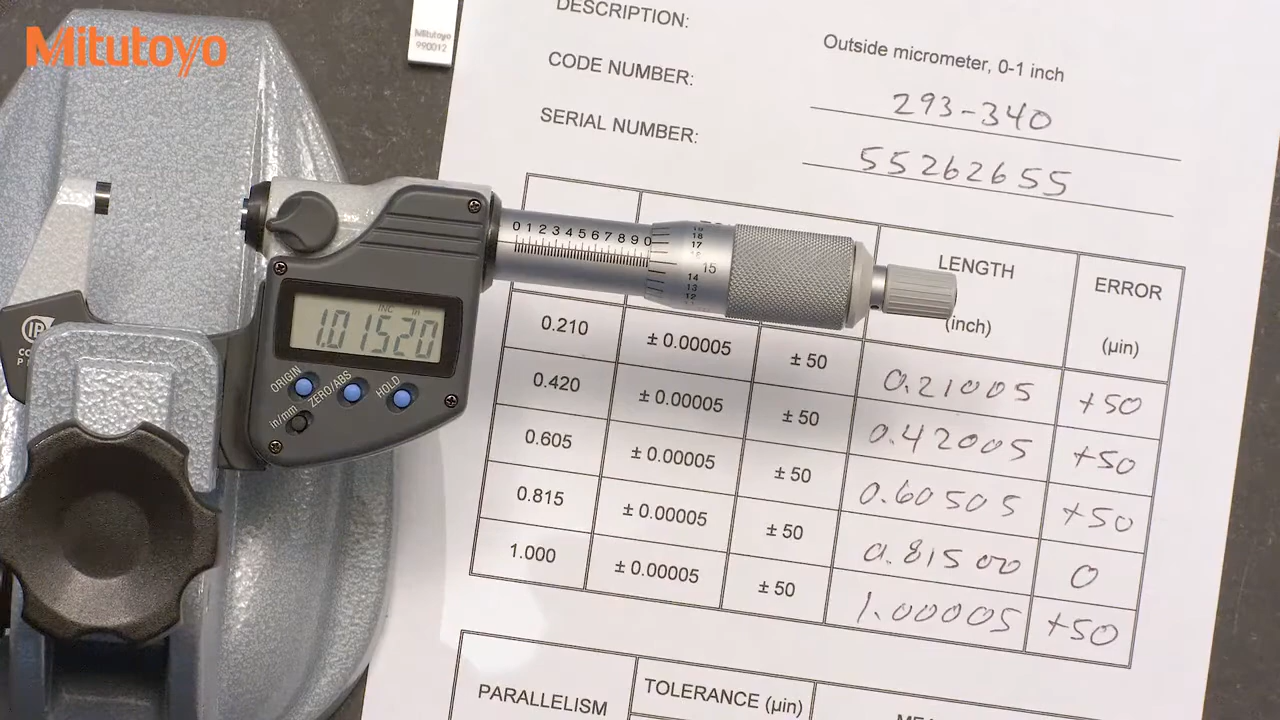 Mitutoyo
Mitutoyo
990012
DESCRIPTION:
Outside micrometer, 0-1 inch
CODE NUMBER:
293-340
SERIAL NUMBER:
55262655
0 1 2 3 4 5 6 7 8 9 0
18
17
15
14
13
12
INC
1.01520
ORIGIN
ZERO/ABS
HOLD
in/mm
IP
LENGTH ERROR
(inch) (µin)
0.210 ± 0.00005 ± 50 0.21005 +50
0.420 ± 0.00005 ± 50 0.42005 +50
0.605 ± 0.00005 ± 50 0.60505 +50
0.815 ± 0.00005 ± 50 0.81500 0
1.000 ± 0.00005 ± 50 1.00005 +50
PARALLELISM TOLERANCE (µin)